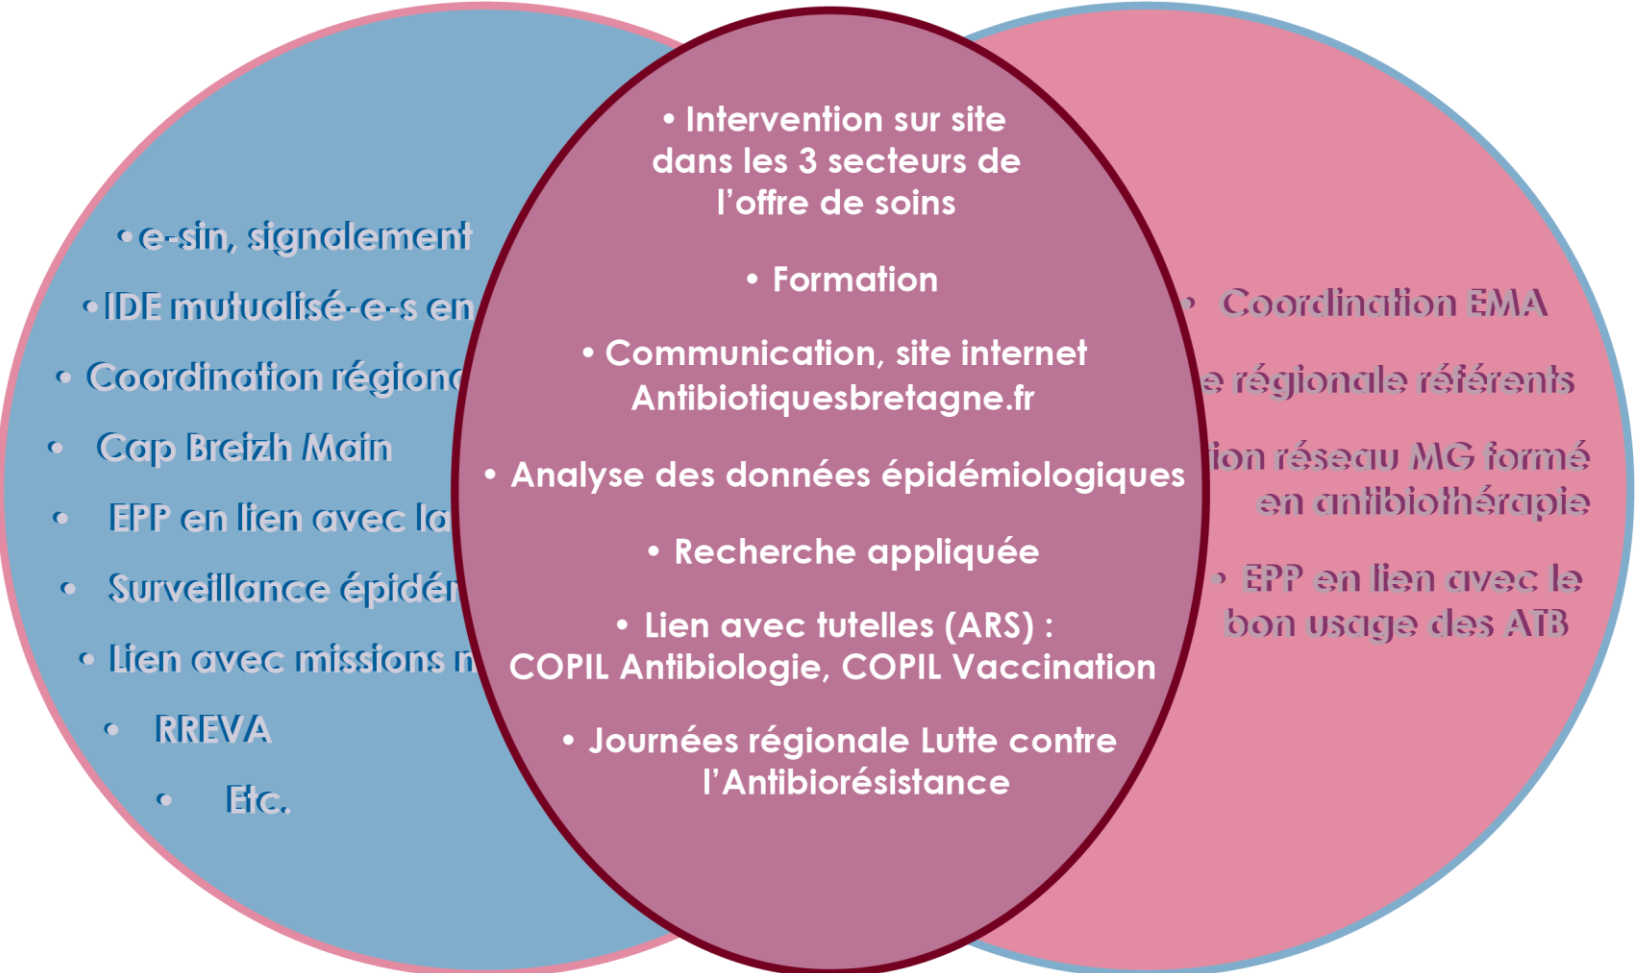 • e-sin, signalement
• IDE mutualisé-e-s en
• Coordination
• Cap Breizh Main
• EPP en lien avec la
• Surveillance
• Lien avec missions
• RREVA
• Etc.
• Intervention sur site
dans les 3 secteurs de
l’offre de soins
• Formation
• Communication, site internet
Antibiotiquesbretagne.fr
• Analyse des données épidémiologiques
• Recherche appliquée
• Lien avec tutelles (ARS) :
COPIL Antibiologie, COPIL Vaccination
• Journées régionale Lutte contre
l’Antibiorésistance
• Coordination EMA
régionale référents
réseau MG formé
en antibiothérapie
• EPP en lien avec le
bon usage des ATB